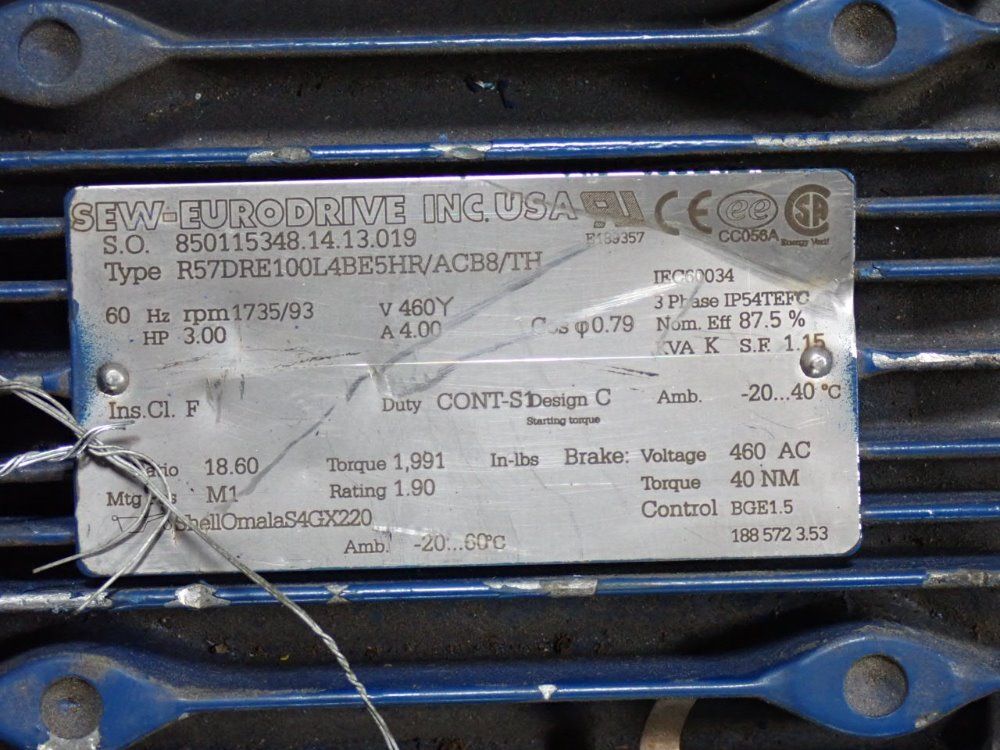 SEW-EURODRIVE INC. USA
S.O. 850115348.14.13.019
E189357
CC056A
Energy Verif
Type R57DRE100L4BE5HR/ACB8/TH
IEC60034
60 Hz rpm 1735/93 V 460Y
3 Phase IP54TEFC
HP 3.00 A 4.00 Cos φ 0.79 Nom. Eff 87.5 %
KVA K S.F. 1.15
Ins.Cl. F Duty CONT-S1 Design C Amb. -20...40 °C
Starting torque
Ratio 18.60 Torque 1,991 In-lbs Brake: Voltage 460 AC
Mtg M1 Rating 1.90 Torque 40 NM
ShellOmalaS4GX220 Control BGE1.5
Amb. -20...60°C 188 572 3.53